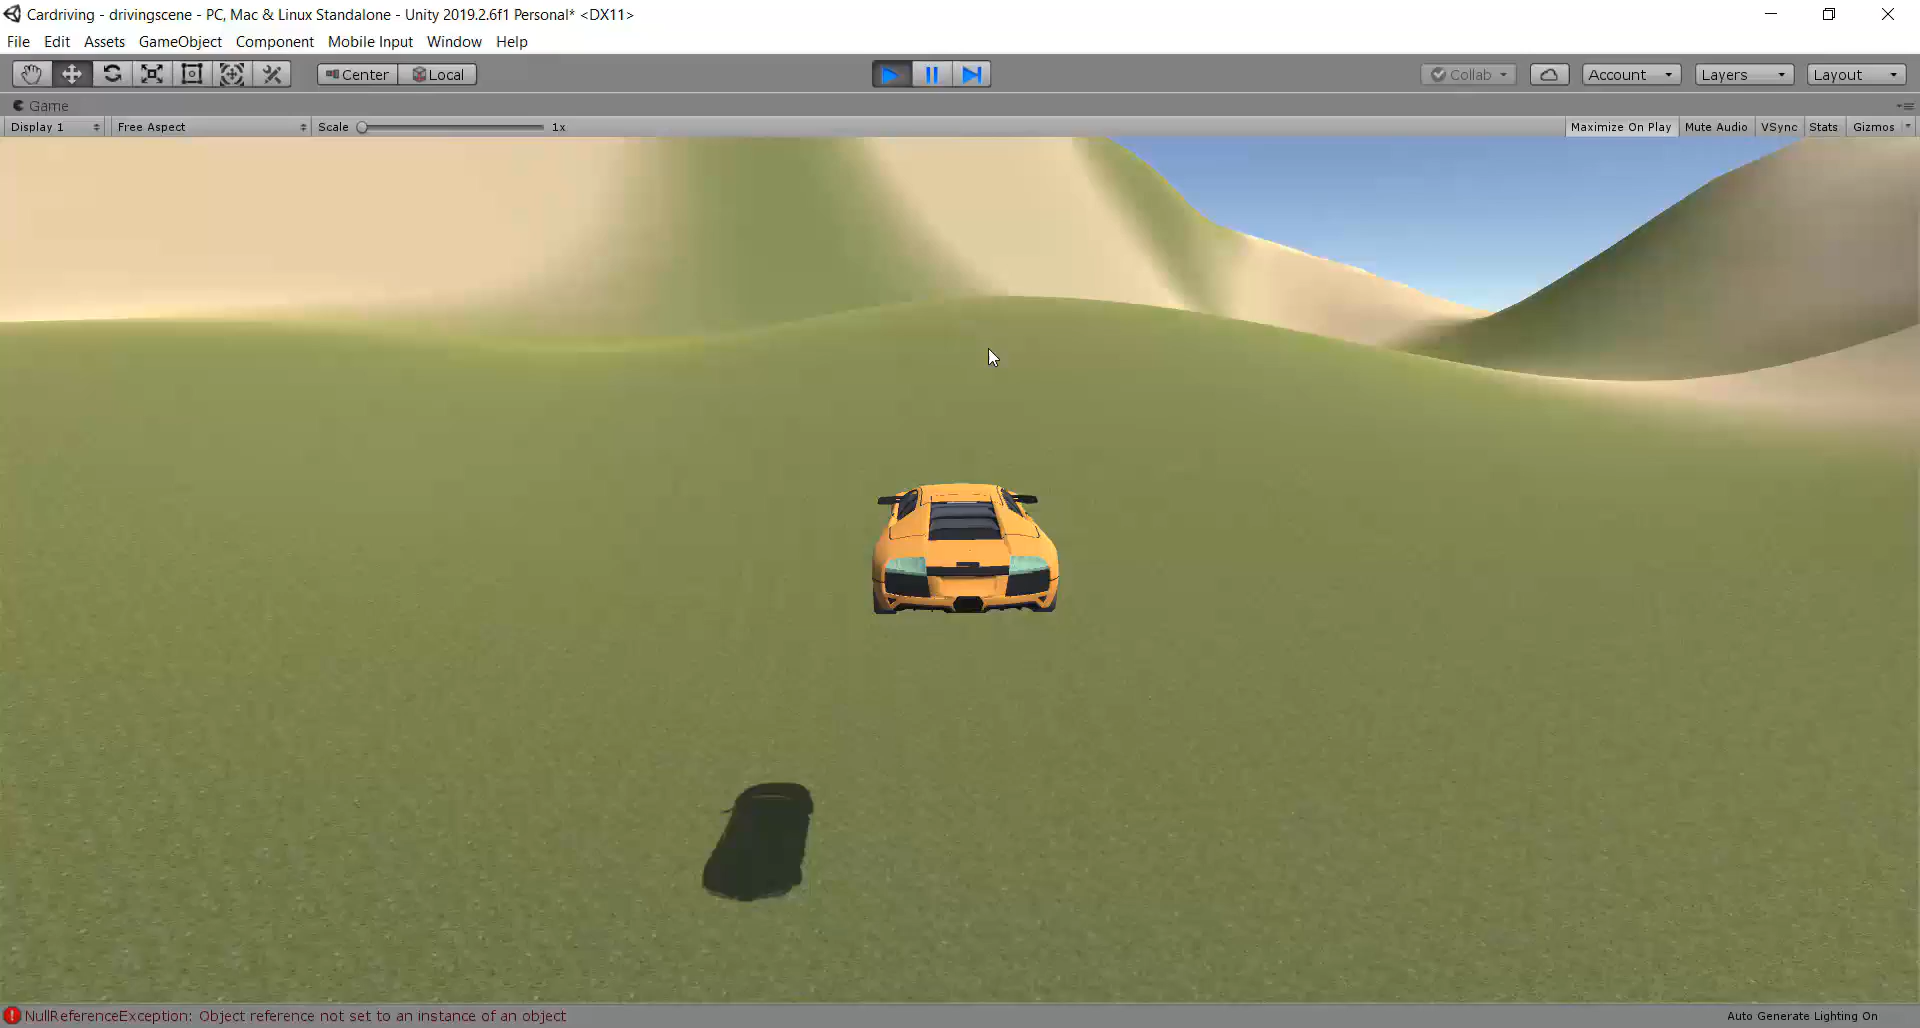 Cardriving - drivingscene - PC, Mac & Linux Standalone - Unity 2019.2.6f1 Personal* <DX11>
File Edit Assets GameObject Component Mobile Input Window Help
Center Local Collab Account Layers Layout
Game
Display 1 Free Aspect Scale 1x Maximize On Play Mute Audio VSync Stats Gizmos
NullReferenceException: Object reference not set to an instance of an object Auto Generate Lighting On